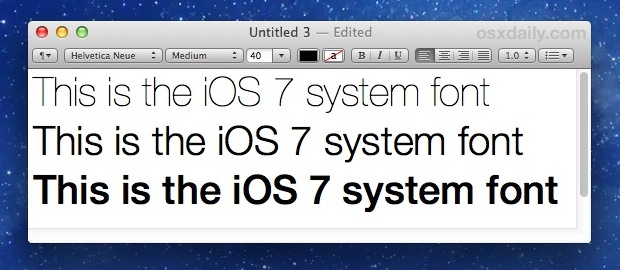 Untitled 3 — Edited
osxdaily.com
¶ Helvetica Neue Medium 40 a B I U 1.0
This is the iOS 7 system font
This is the iOS 7 system font
This is the iOS 7 system font